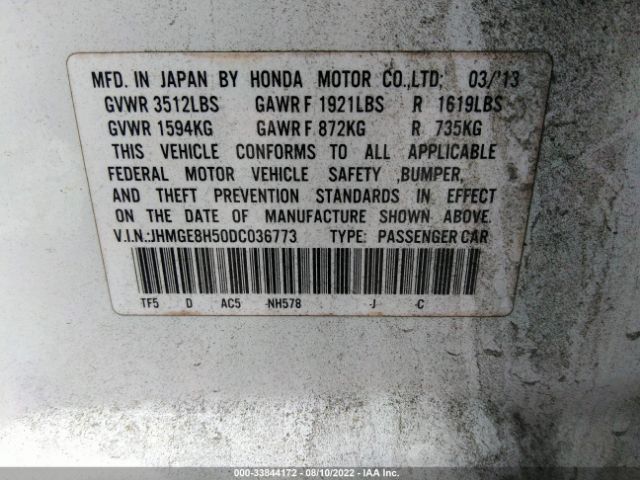 MFD. IN JAPAN BY HONDA MOTOR CO.,LTD; 03/'13
GVWR 3512LBS GAWR F 1921LBS R 1619LBS
GVWR 1594KG GAWR F 872KG R 735KG
THIS VEHICLE CONFORMS TO ALL APPLICABLE
FEDERAL MOTOR VEHICLE SAFETY ,BUMPER,
AND THEFT PREVENTION STANDARDS IN EFFECT
ON THE DATE OF MANUFACTURE SHOWN ABOVE.
V.I.N.:JHMGE8H50DC036773 TYPE: PASSENGER CAR
TF5 D AC5 -NH578 -J -C
000-33844172 - 08/10/2022 - IAA Inc.